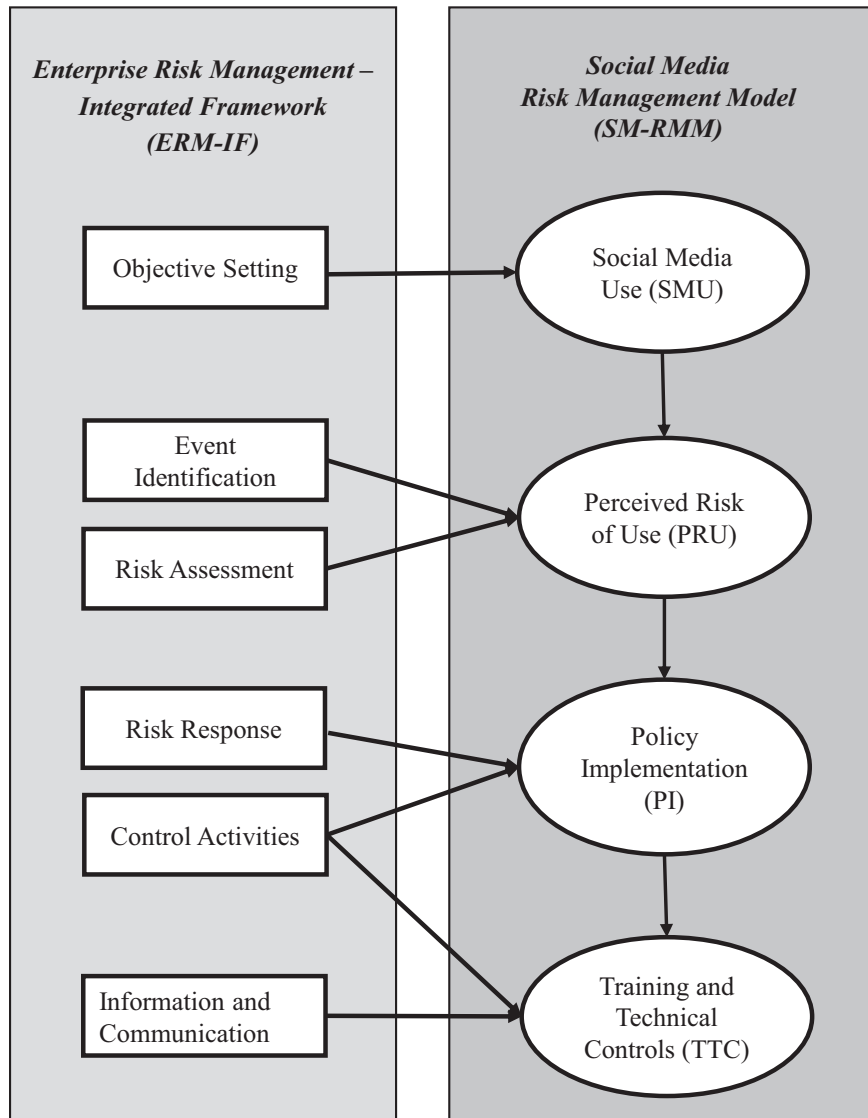 Enterprise Risk Management –
Integrated Framework
(ERM-IF)
Social Media
Risk Management Model
(SM-RMM)
Objective Setting
Social Media
Use (SMU)
Event
Identification
Perceived Risk
of Use (PRU)
Risk Assessment
Risk Response
Policy
Implementation
(PI)
Control Activities
Information and
Communication
Training and
Technical
Controls (TTC)